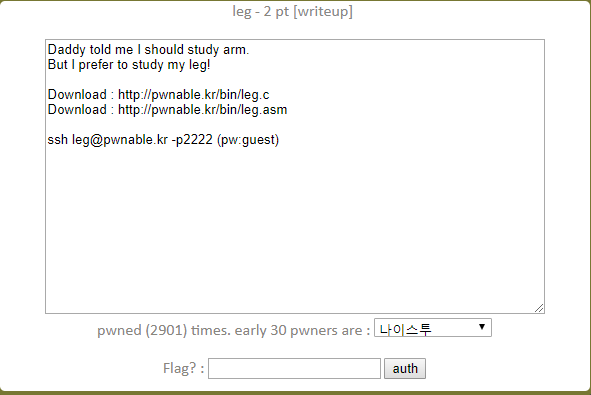 leg - 2 pt [writeup]
Daddy told me I should study arm.
But I prefer to study my leg!
Download : http://pwnable.kr/bin/leg.c
Download : http://pwnable.kr/bin/leg.asm
ssh leg@pwnable.kr -p2222 (pw:guest)
pwned (2901) times. early 30 pwners are : 나이스투
Flag? : auth